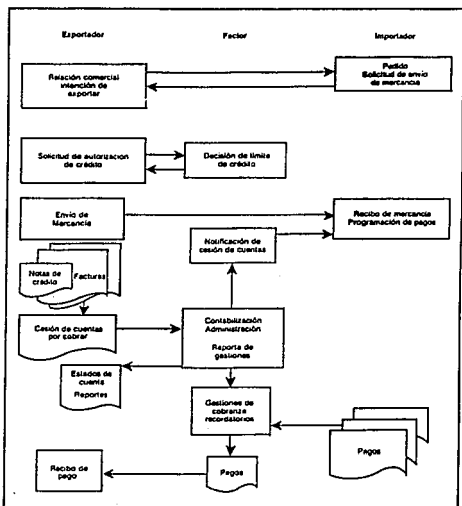 Exportador Factor Importador
Relación comercial
intención de
exportar
Pedido
Solicitud de envío
de mercancía
Solicitud de autorización
de crédito
Decisión de límite
de crédito
Envío de
Mercancía
Recibo de mercancía
Programación de pagos
Notificación de
cesión de cuentas
Notas de
crédito
Facturas
Cesión de cuentas
por cobrar
Contabilización
Administración
Reporta de
gestiones
Estados de
cuenta
Reportes
Gestiones de
cobranza
recordatorios
Pagos
Recibo de
pago
Pagos